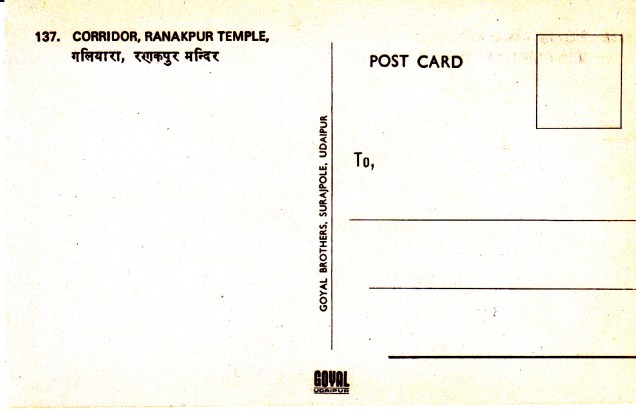 137. CORRIDOR, RANAKPUR TEMPLE,
गलियारा, रणकपुर मन्दिर
POST CARD
To,
GOYAL BROTHERS, SURAJPOLE, UDAIPUR
GOYAL
UDAIPUR